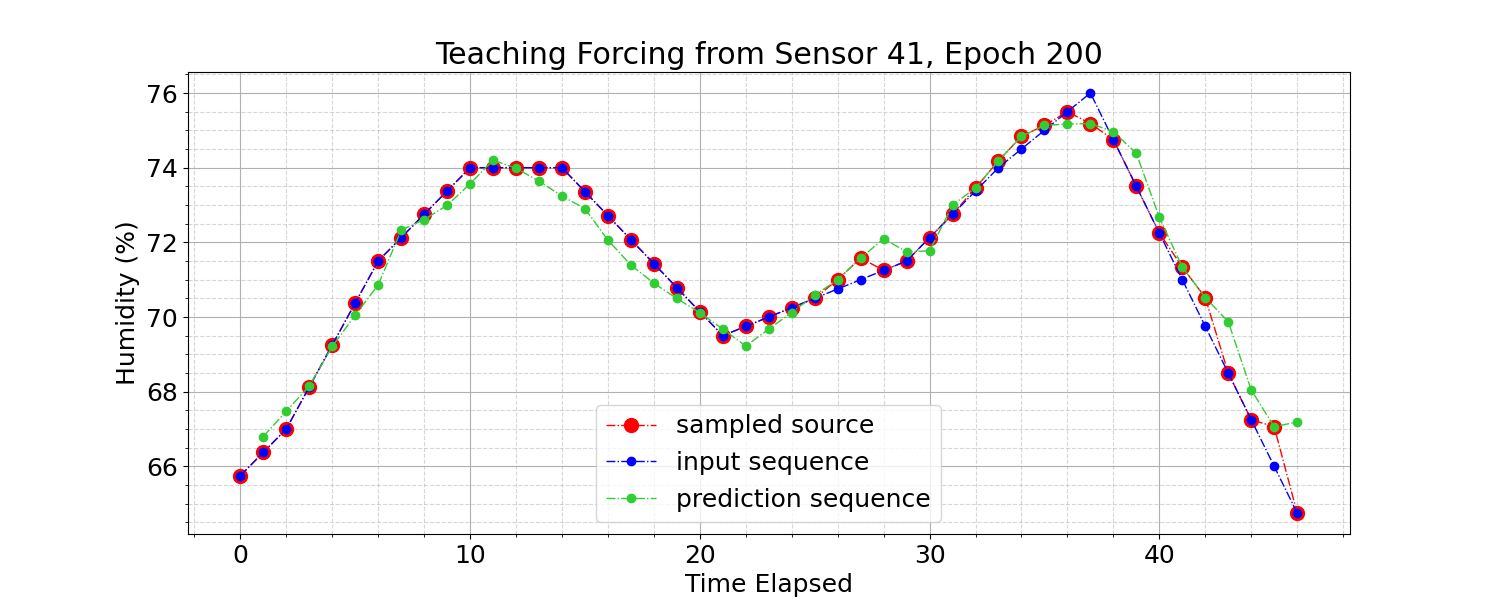 Teaching Forcing from Sensor 41, Epoch 200
Humidity (%)
76
74
72
70
68
66
sampled source
input sequence
prediction sequence
0 10 20 30 40
Time Elapsed